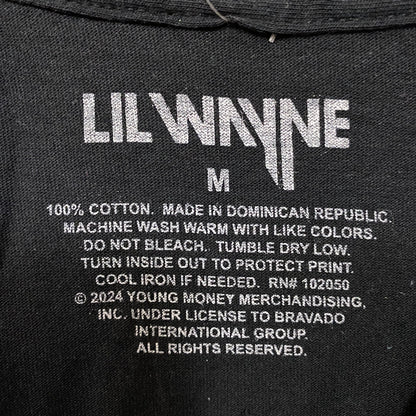 LIL WAYNE
M
100% COTTON. MADE IN DOMINICAN REPUBLIC.
MACHINE WASH WARM WITH LIKE COLORS.
DO NOT BLEACH. TUMBLE DRY LOW.
TURN INSIDE OUT TO PROTECT PRINT.
COOL IRON IF NEEDED. RN# 102050
© 2024 YOUNG MONEY MERCHANDISING,
INC. UNDER LICENSE TO BRAVADO
INTERNATIONAL GROUP.
ALL RIGHTS RESERVED.